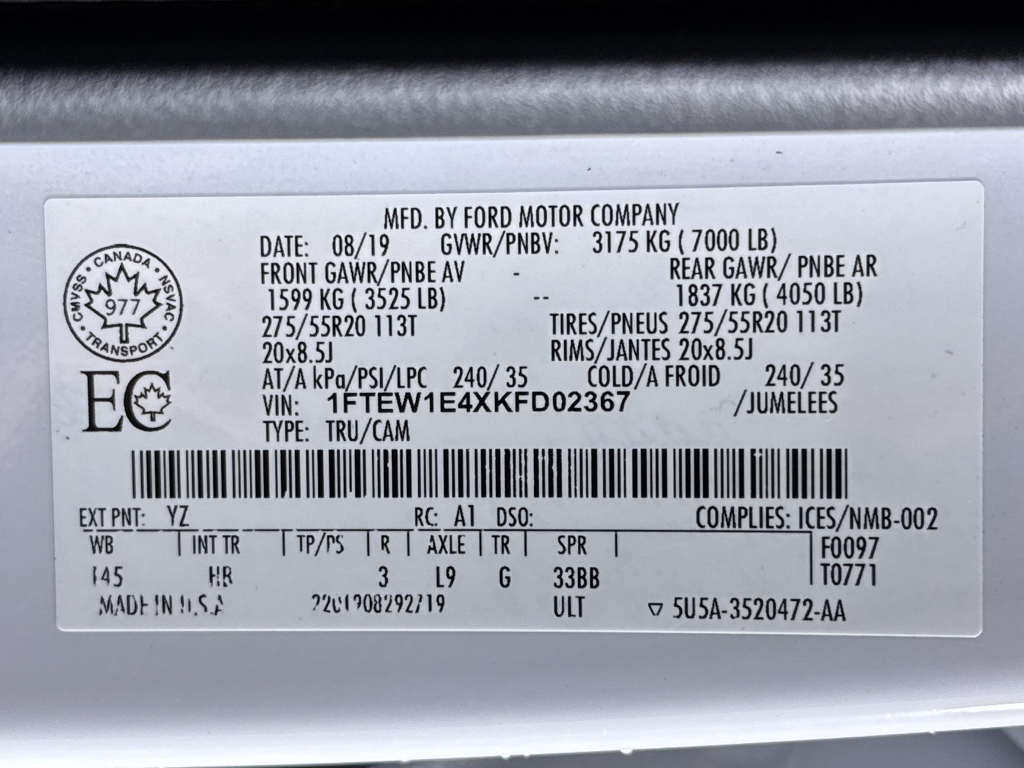 MFD. BY FORD MOTOR COMPANY
DATE: 08/19 GVWR/PNBV: 3175 KG ( 7000 LB)
FRONT GAWR/PNBE AV - REAR GAWR/ PNBE AR
1599 KG ( 3525 LB) -- 1837 KG ( 4050 LB)
275/55R20 113T TIRES/PNEUS 275/55R20 113T
20x8.5J RIMS/JANTES 20x8.5J
AT/A kPa/PSI/LPC 240/ 35 COLD/A FROID 240/ 35
VIN: 1FTEW1E4XKFD02367 /JUMELEES
TYPE: TRU/CAM
CANADA
CMVSS NSVAC
977
TRANSPORT
EC
EXT PNT: YZ RC: A1 DSO: COMPLIES: ICES/NMB-002
WB | INT TR | TP/PS | R | AXLE | TR | SPR | F0097
145 HB 3 L9 G 33BB T0771
MADE IN U.S.A ULT ▽ 5U5A-3520472-AA